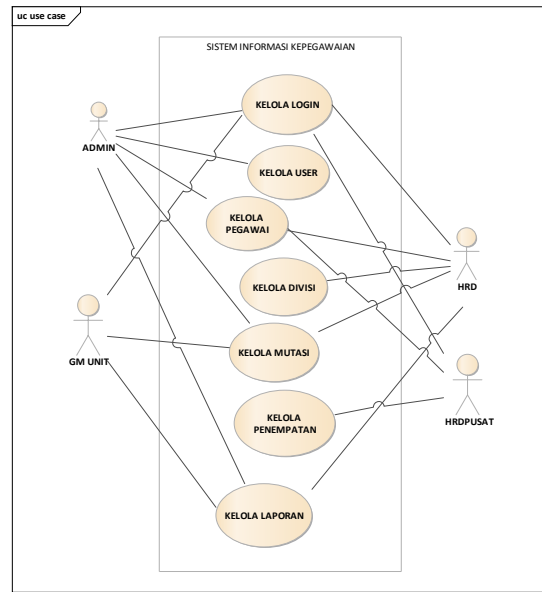 uc use case
SISTEM INFORMASI KEPEGAWAIAN
KELOLA LOGIN
ADMIN
KELOLA USER
KELOLA
PEGAWAI
HRD
KELOLA DIVISI
GM UNIT
KELOLA MUTASI
KELOLA
PENEMPATAN
HRDPUSAT
KELOLA LAPORAN